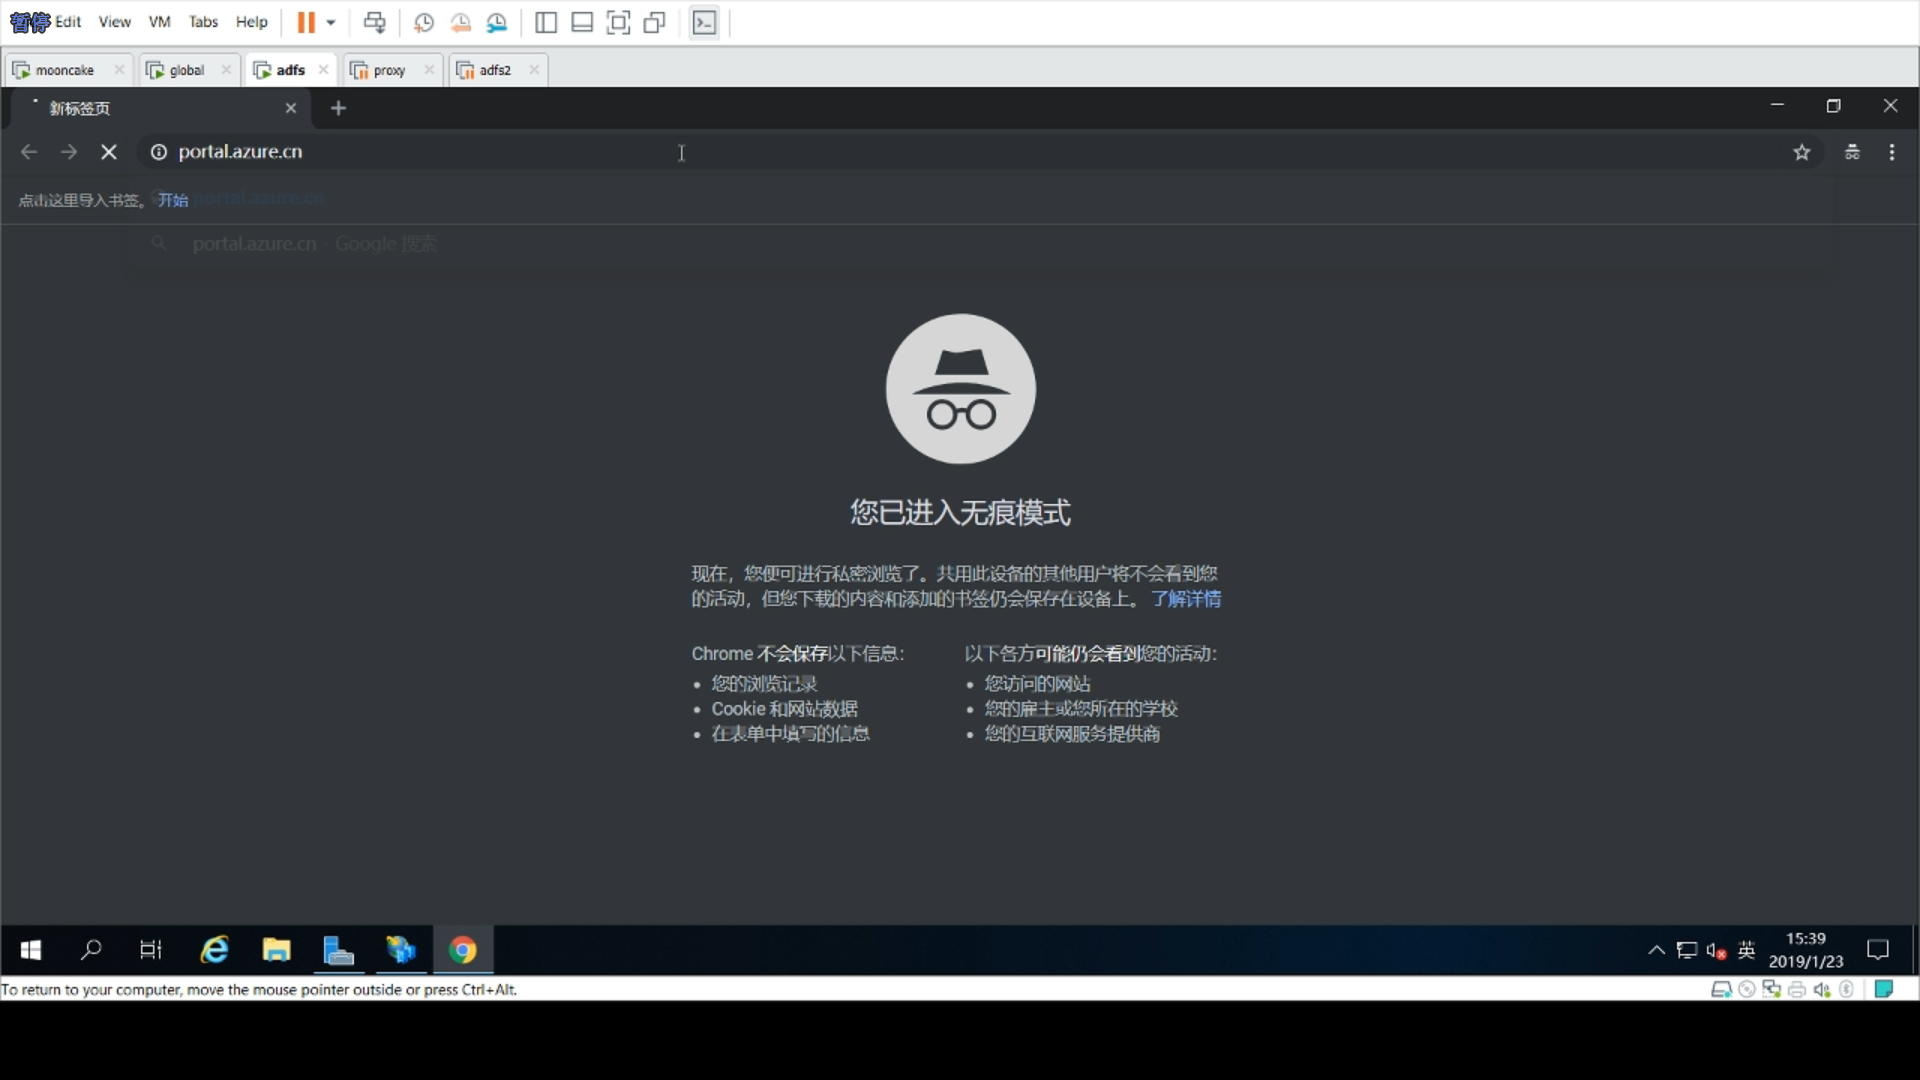 暂停 Edit View VM Tabs Help
mooncake global adfs proxy adfs2
新标签页
portal.azure.cn
点击这里导入书签。 开始 portal.azure.cn
portal.azure.cn - Google 搜索
您已进入无痕模式
现在，您便可进行私密浏览了。共用此设备的其他用户将不会看到您
的活动，但您下载的内容和添加的书签仍会保存在设备上。 了解详情
Chrome 不会保存以下信息：
您的浏览记录
Cookie 和网站数据
在表单中填写的信息
以下各方可能仍会看到您的活动：
您访问的网站
您的雇主或您所在的学校
您的互联网服务提供商
英
15:39
2019/1/23
To return to your computer, move the mouse pointer outside or press Ctrl+Alt.